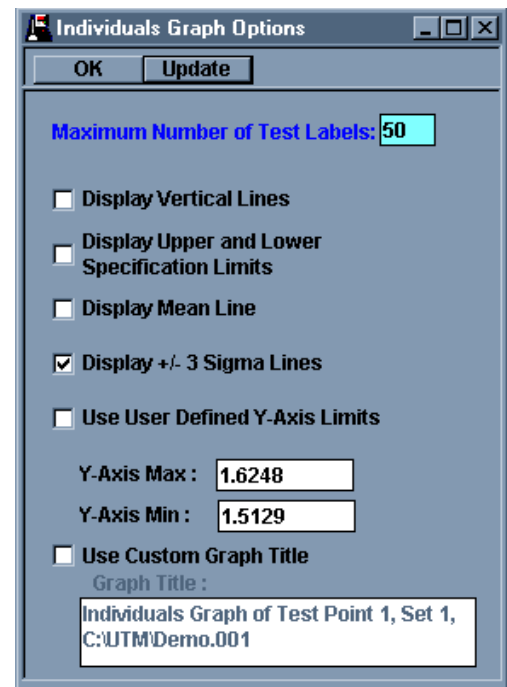 Individuals Graph Options
OK Update
Maximum Number of Test Labels: 50
Display Vertical Lines
Display Upper and Lower
Specification Limits
Display Mean Line
Display +/- 3 Sigma Lines
Use User Defined Y-Axis Limits
Y-Axis Max : 1.6248
Y-Axis Min : 1.5129
Use Custom Graph Title
Graph Title :
Individuals Graph of Test Point 1, Set 1,
C:\UTM\Demo.001